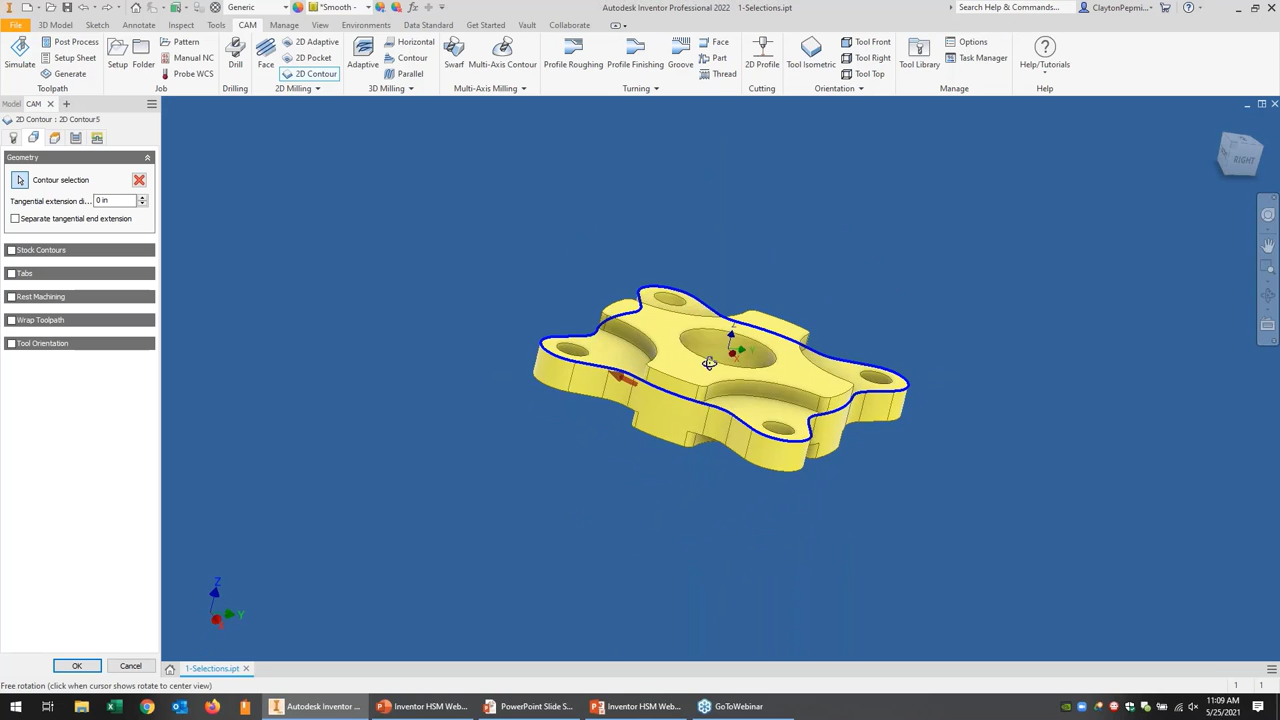 Generic
*Smooth -
Autodesk Inventor Professional 2022   1-Selections.ipt
Search Help & Commands...
ClaytonPepmi...
File
3D Model
Sketch
Annotate
Inspect
Tools
CAM
Manage
View
Environments
Data Standard
Get Started
Vault
Collaborate
Simulate
Post Process
Setup Sheet
Generate
Toolpath
Setup
Folder
Pattern
Manual NC
Probe WCS
Job
Drill
Drilling
Face
2D Adaptive
2D Pocket
2D Contour
2D Milling
Adaptive
Horizontal
Contour
Parallel
3D Milling
Swarf
Multi-Axis Contour
Multi-Axis Milling
Profile Roughing
Profile Finishing
Groove
Face
Part
Thread
Turning
2D Profile
Cutting
Tool Isometric
Tool Front
Tool Right
Tool Top
Orientation
Tool Library
Options
Task Manager
Manage
Help/Tutorials
Help
Model
CAM
2D Contour : 2D Contour5
Geometry
Contour selection
Tangential extension di...
0 in
Separate tangential end extension
Stock Contours
Tabs
Rest Machining
Wrap Toolpath
Tool Orientation
OK
Cancel
RIGHT
Z
Y
X
Z
Y
1-Selections.ipt
Free rotation (click when cursor shows rotate to center view)
1
1
Autodesk Inventor ...
Inventor HSM Web...
PowerPoint Slide S...
Inventor HSM Web...
GoToWebinar
11:09 AM
5/25/2021